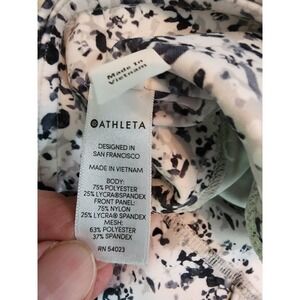 Made In
Vietnam
ATHLETA
DESIGNED IN
SAN FRANCISCO
MADE IN VIETNAM
BODY:
75% POLYESTER
25% LYCRA®SPANDEX
FRONT PANEL:
75% NYLON
25% LYCRA®SPANDEX
MESH:
63% POLYESTER
37% SPANDEX
RN 54023